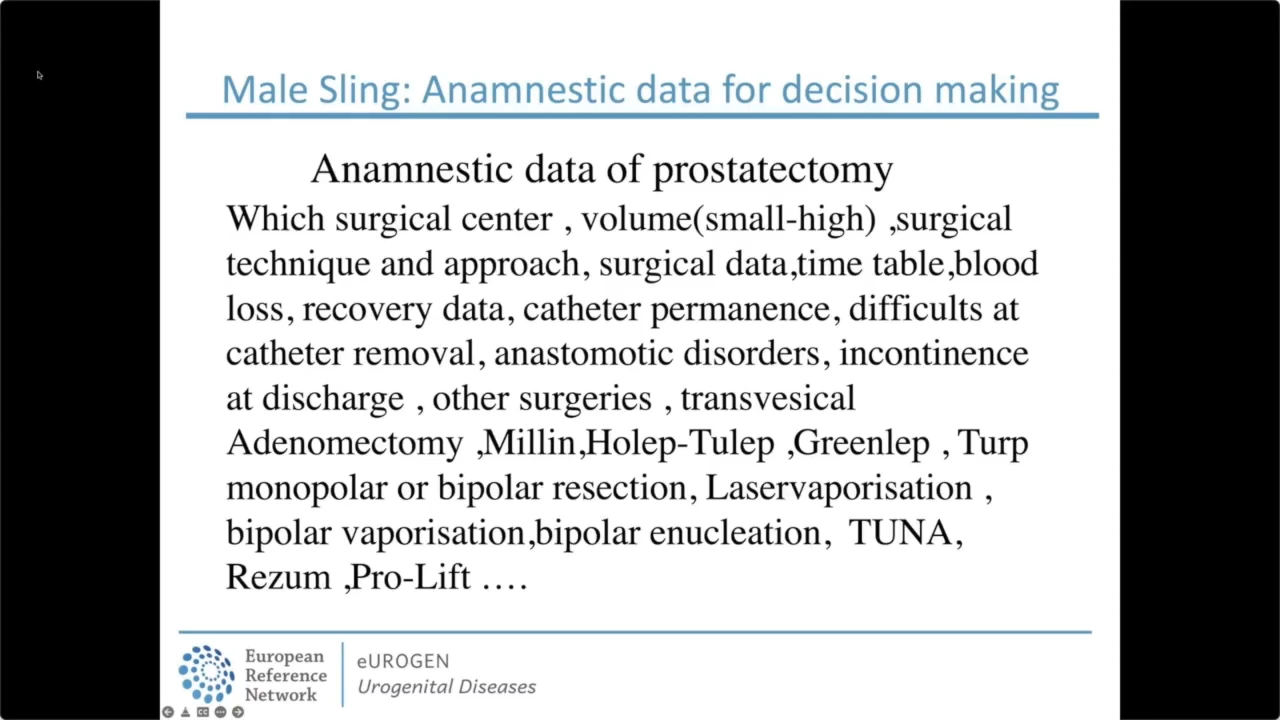 Male Sling: Anamnestic data for decision making
Anamnestic data of prostatectomy
Which surgical center , volume(small-high) ,surgical
technique and approach, surgical data,time table,blood
loss, recovery data, catheter permanence, difficults at
catheter removal, anastomotic disorders, incontinence
at discharge , other surgeries , transvesical
Adenomectomy ,Millin,Holep-Tulep ,Greenlep , Turp
monopolar or bipolar resection, Laservaporisation ,
bipolar vaporisation,bipolar enucleation, TUNA,
Rezum ,Pro-Lift ....
European
Reference
Network
eUROGEN
Urogenital Diseases